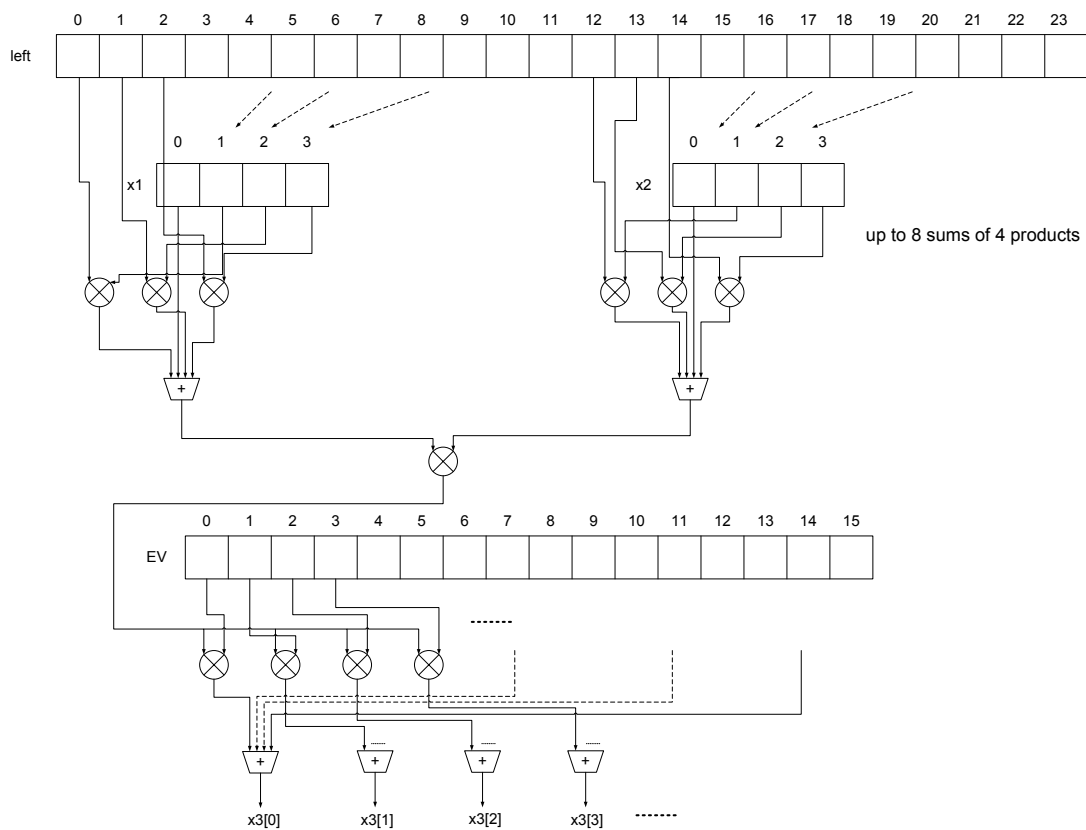 0 1 2 3 4 5 6 7 8 9 10 11 12 13 14 15 16 17 18 19 20 21 22 23
left
0 1 2 3
x1
0 1 2 3
x2
up to 8 sums of 4 products
+ +
0 1 2 3 4 5 6 7 8 9 10 11 12 13 14 15
EV
+ + + +
x3[0] x3[1] x3[2] x3[3]